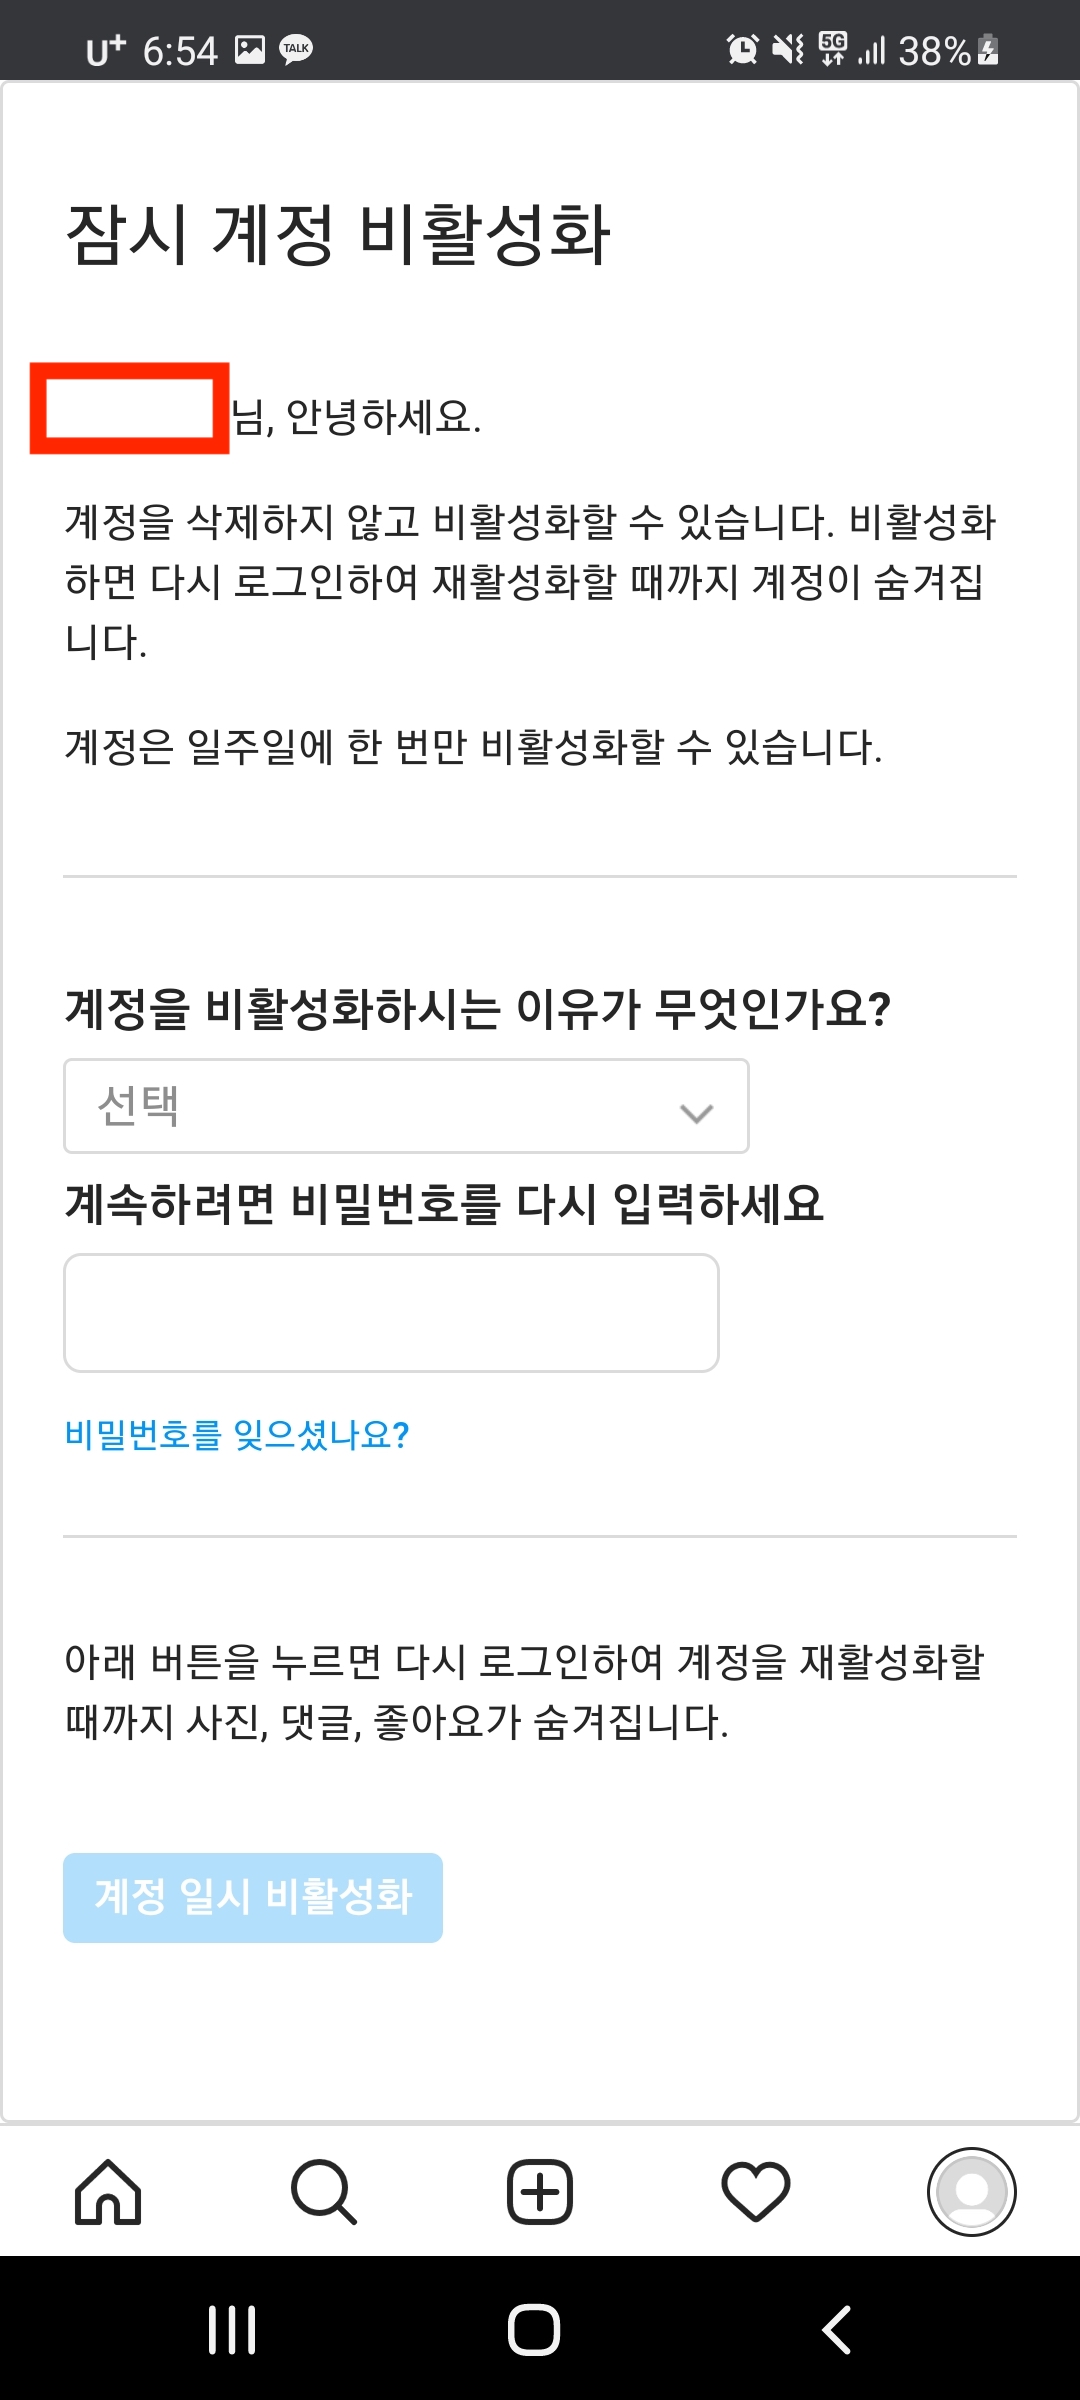 U+ 6:54 TALK 5G 38%
잠시 계정 비활성화
님, 안녕하세요.
계정을 삭제하지 않고 비활성화할 수 있습니다. 비활성화
하면 다시 로그인하여 재활성화할 때까지 계정이 숨겨집
니다.
계정은 일주일에 한 번만 비활성화할 수 있습니다.
계정을 비활성화하시는 이유가 무엇인가요?
선택
계속하려면 비밀번호를 다시 입력하세요
비밀번호를 잊으셨나요?
아래 버튼을 누르면 다시 로그인하여 계정을 재활성화할
때까지 사진, 댓글, 좋아요가 숨겨집니다.
계정 일시 비활성화